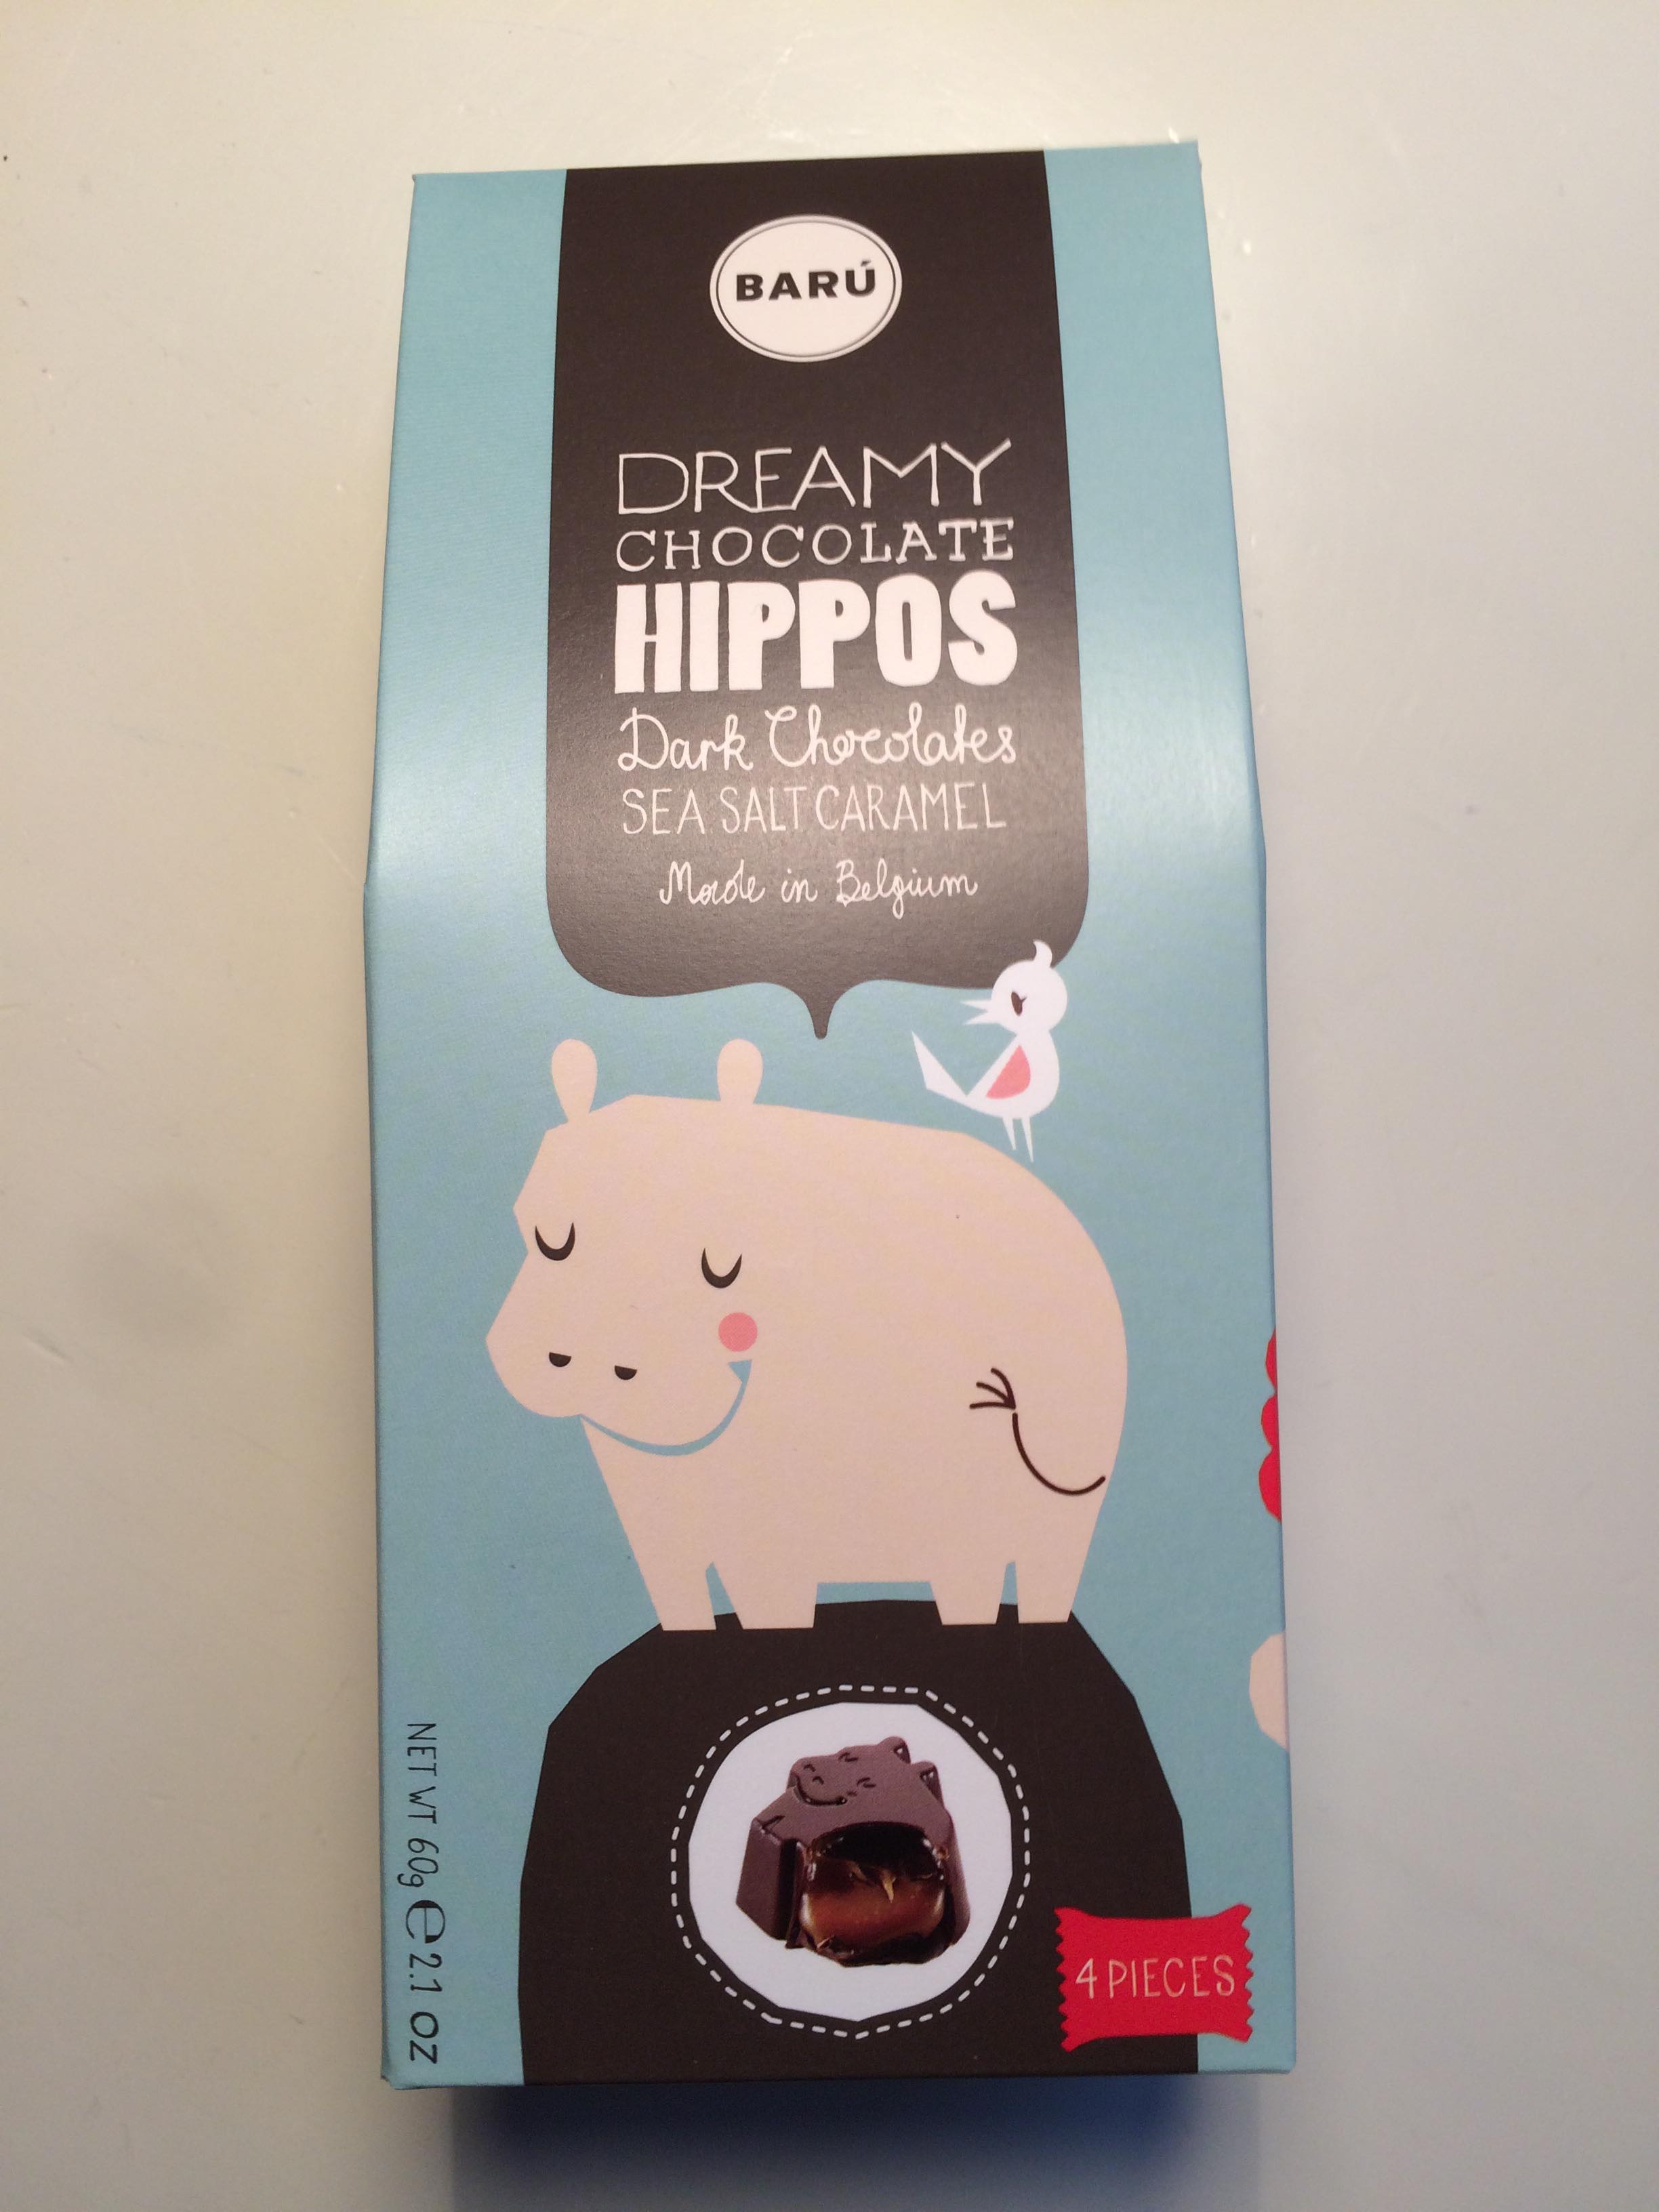 BARÚ
DREAMY
CHOCOLATE
HIPPOS
Dark Chocolates
SEA SALT CARAMEL
Made in Belgium
NET WT 60g ℮ 2.1 OZ
4 PIECES